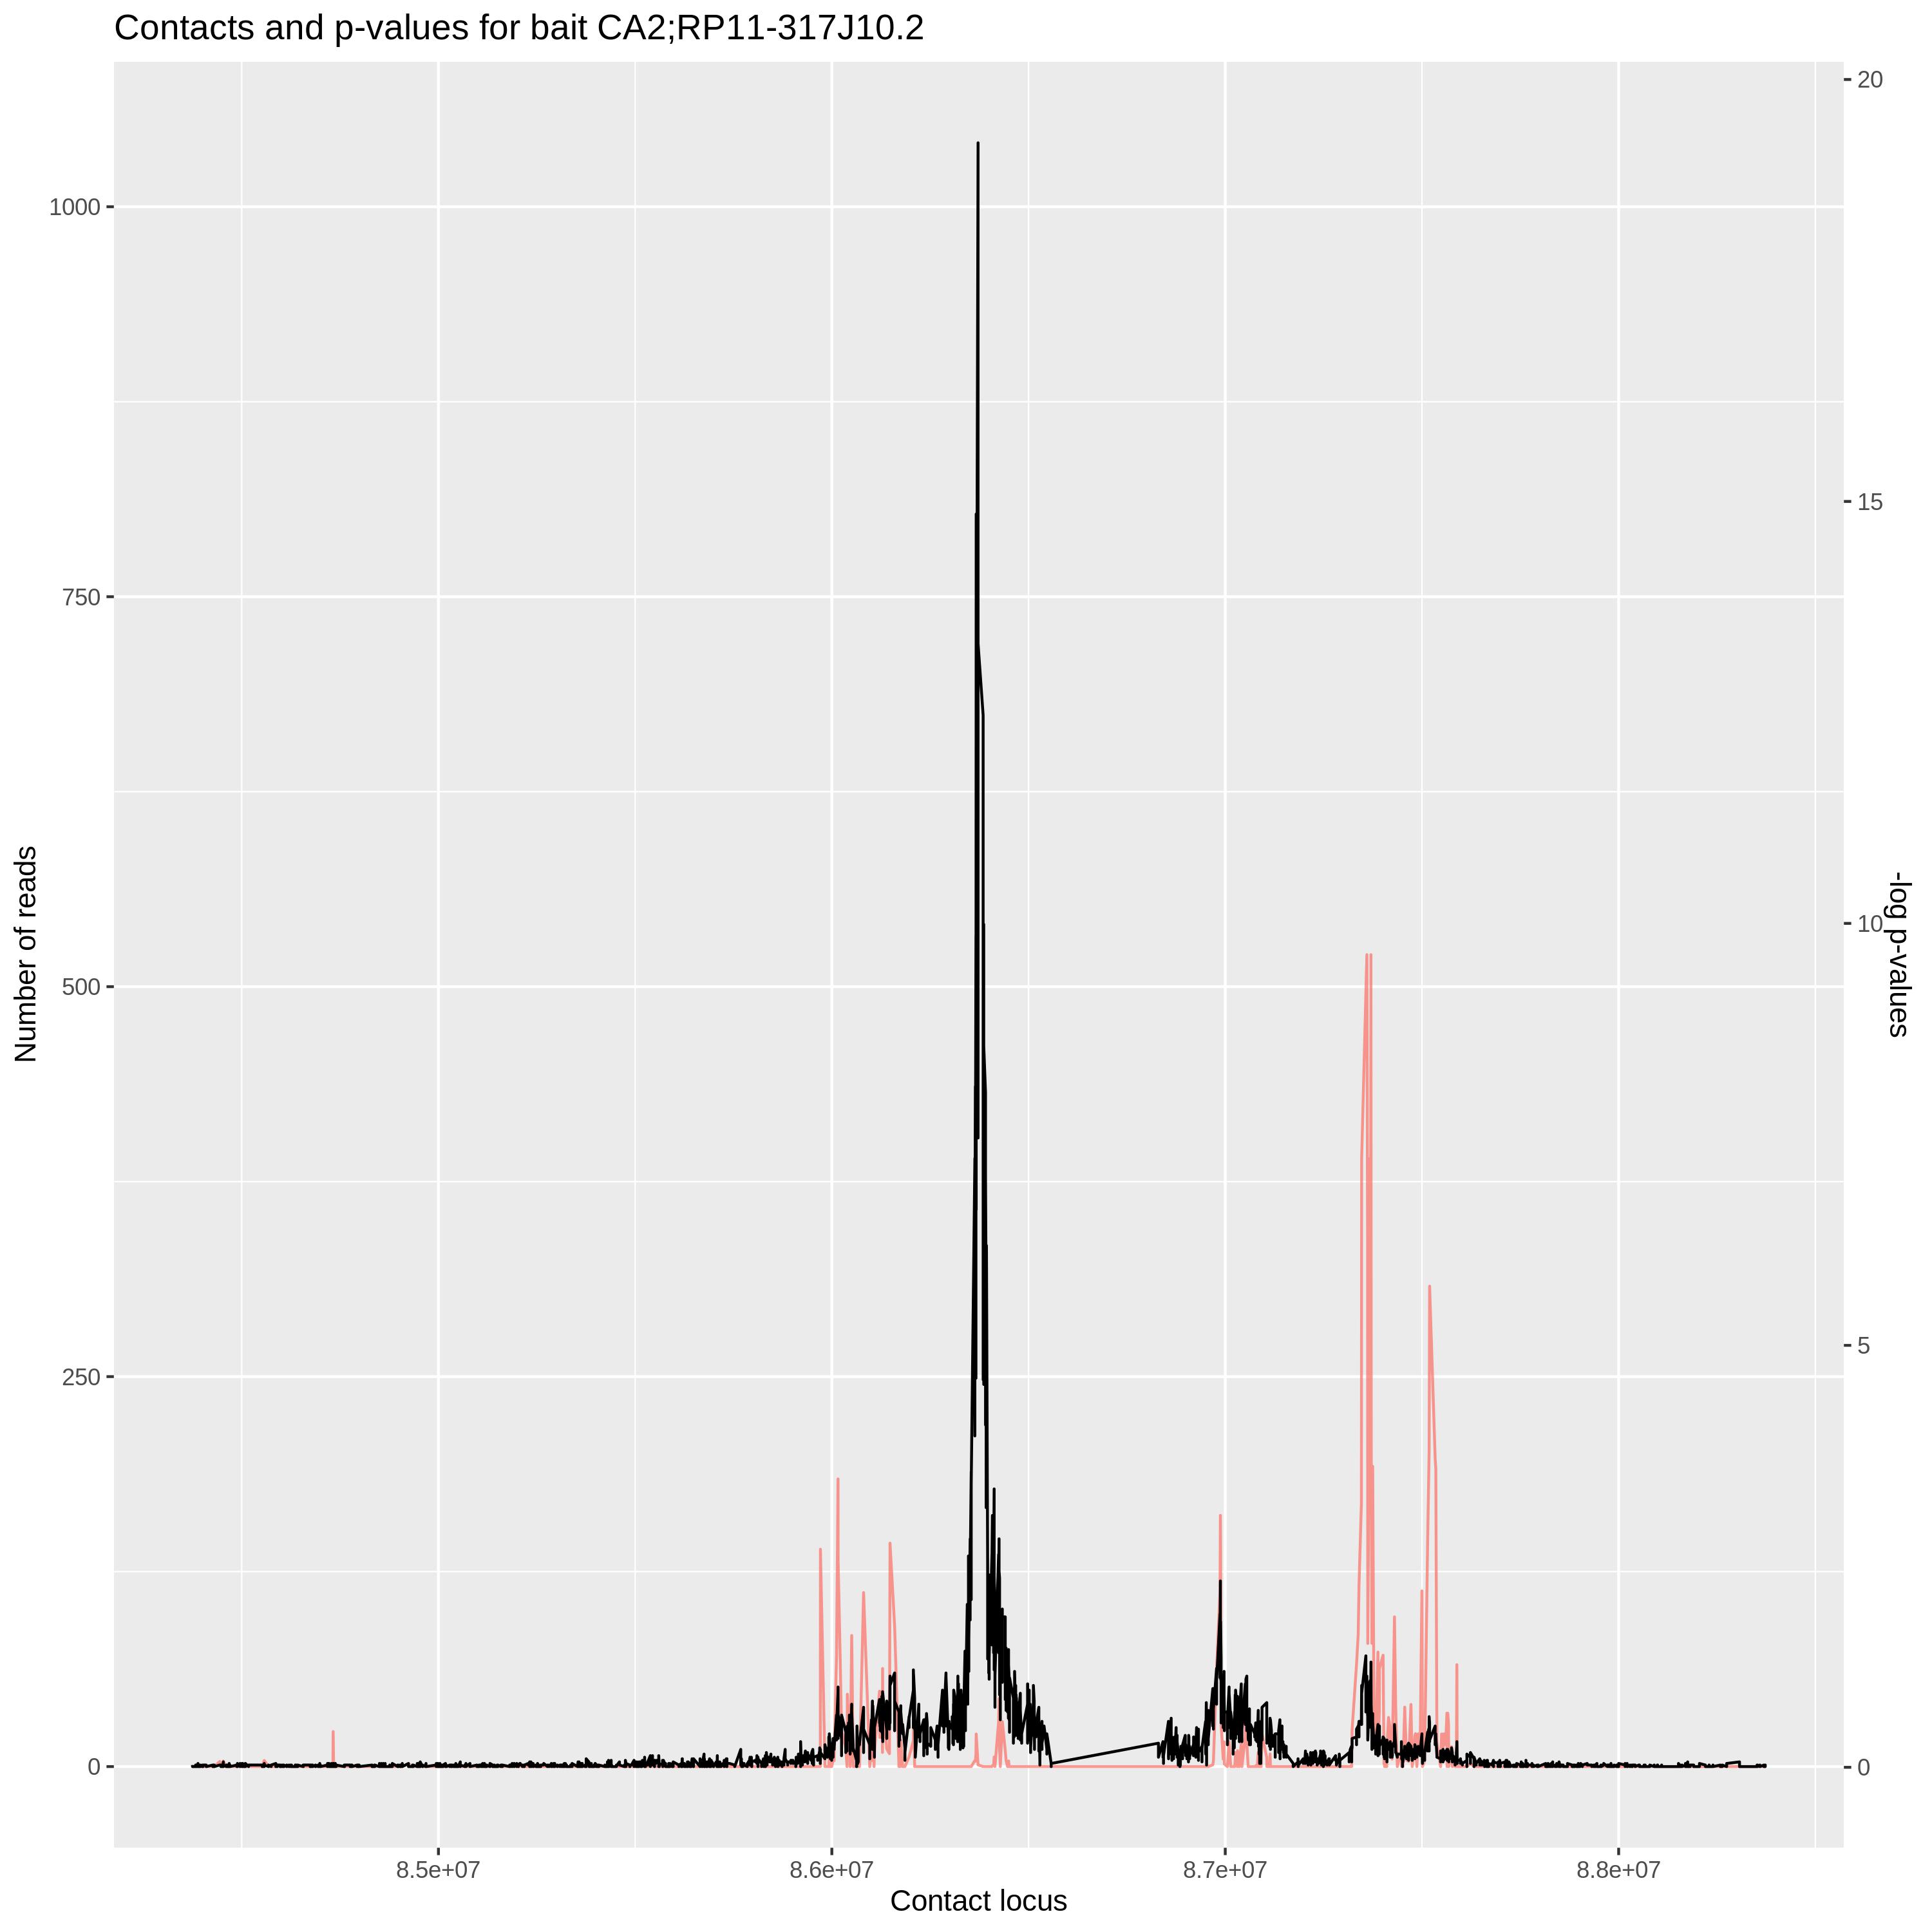 Contacts and p-values for bait CA2;RP11-317J10.2
20
1000
15
750
Number of reads
10
-log p-values
500
5
250
0
0
8.5e+07
8.6e+07
8.7e+07
8.8e+07
Contact locus